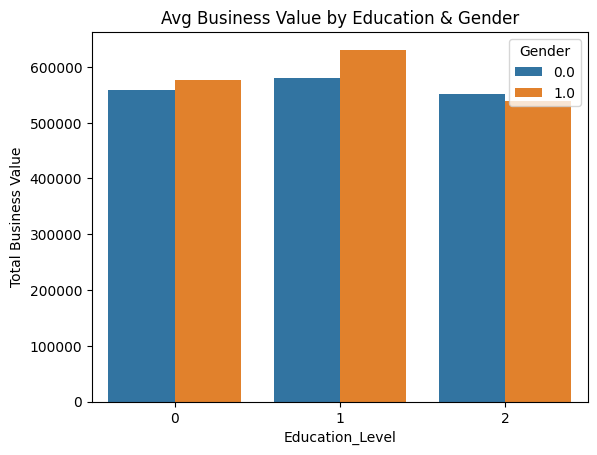 Avg Business Value by Education & Gender
Total Business Value
600000
500000
400000
300000
200000
100000
0
Gender
0.0
1.0
0 1 2
Education_Level